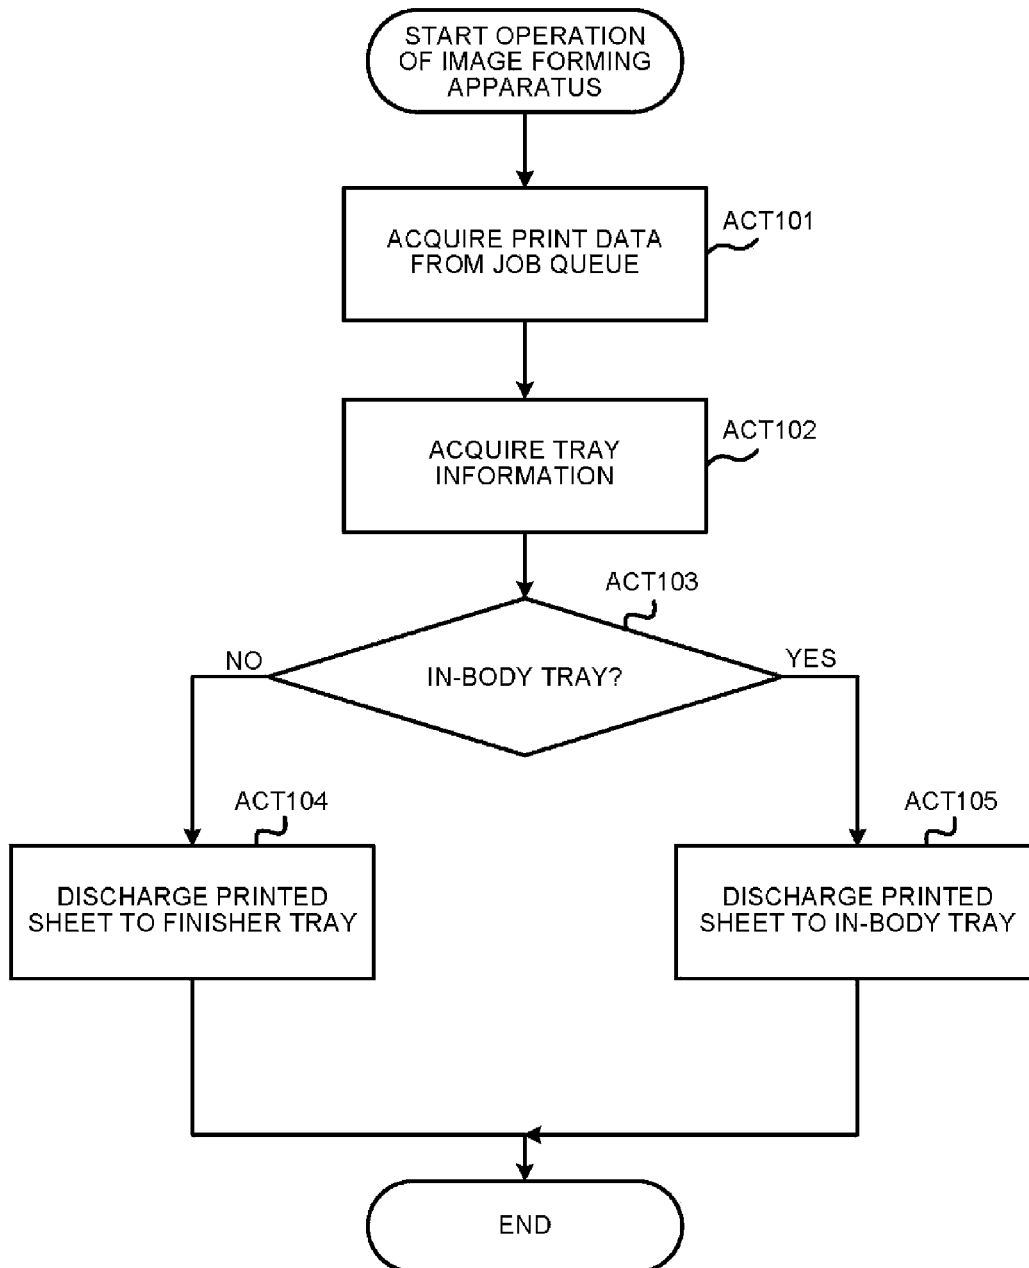 START OPERATION
OF IMAGE FORMING
APPARATUS
ACQUIRE PRINT DATA
FROM JOB QUEUE
ACT101
ACQUIRE TRAY
INFORMATION
ACT102
ACT103
IN-BODY TRAY?
NO
YES
ACT104
DISCHARGE PRINTED
SHEET TO FINISHER TRAY
ACT105
DISCHARGE PRINTED
SHEET TO IN-BODY TRAY
END